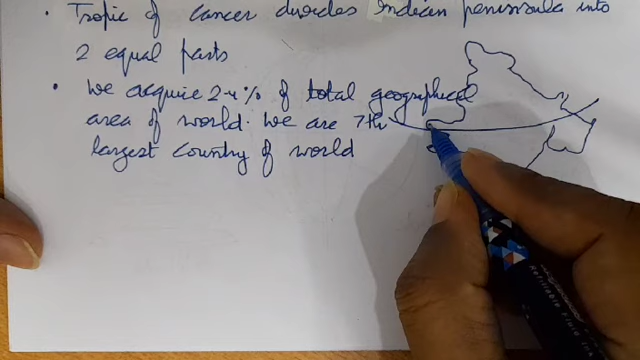 • Tropic of cancer divides Indian peninsula into
2 equal parts
• We acquire 2.4% of total geographical
area of world. We are 7th
largest country of world